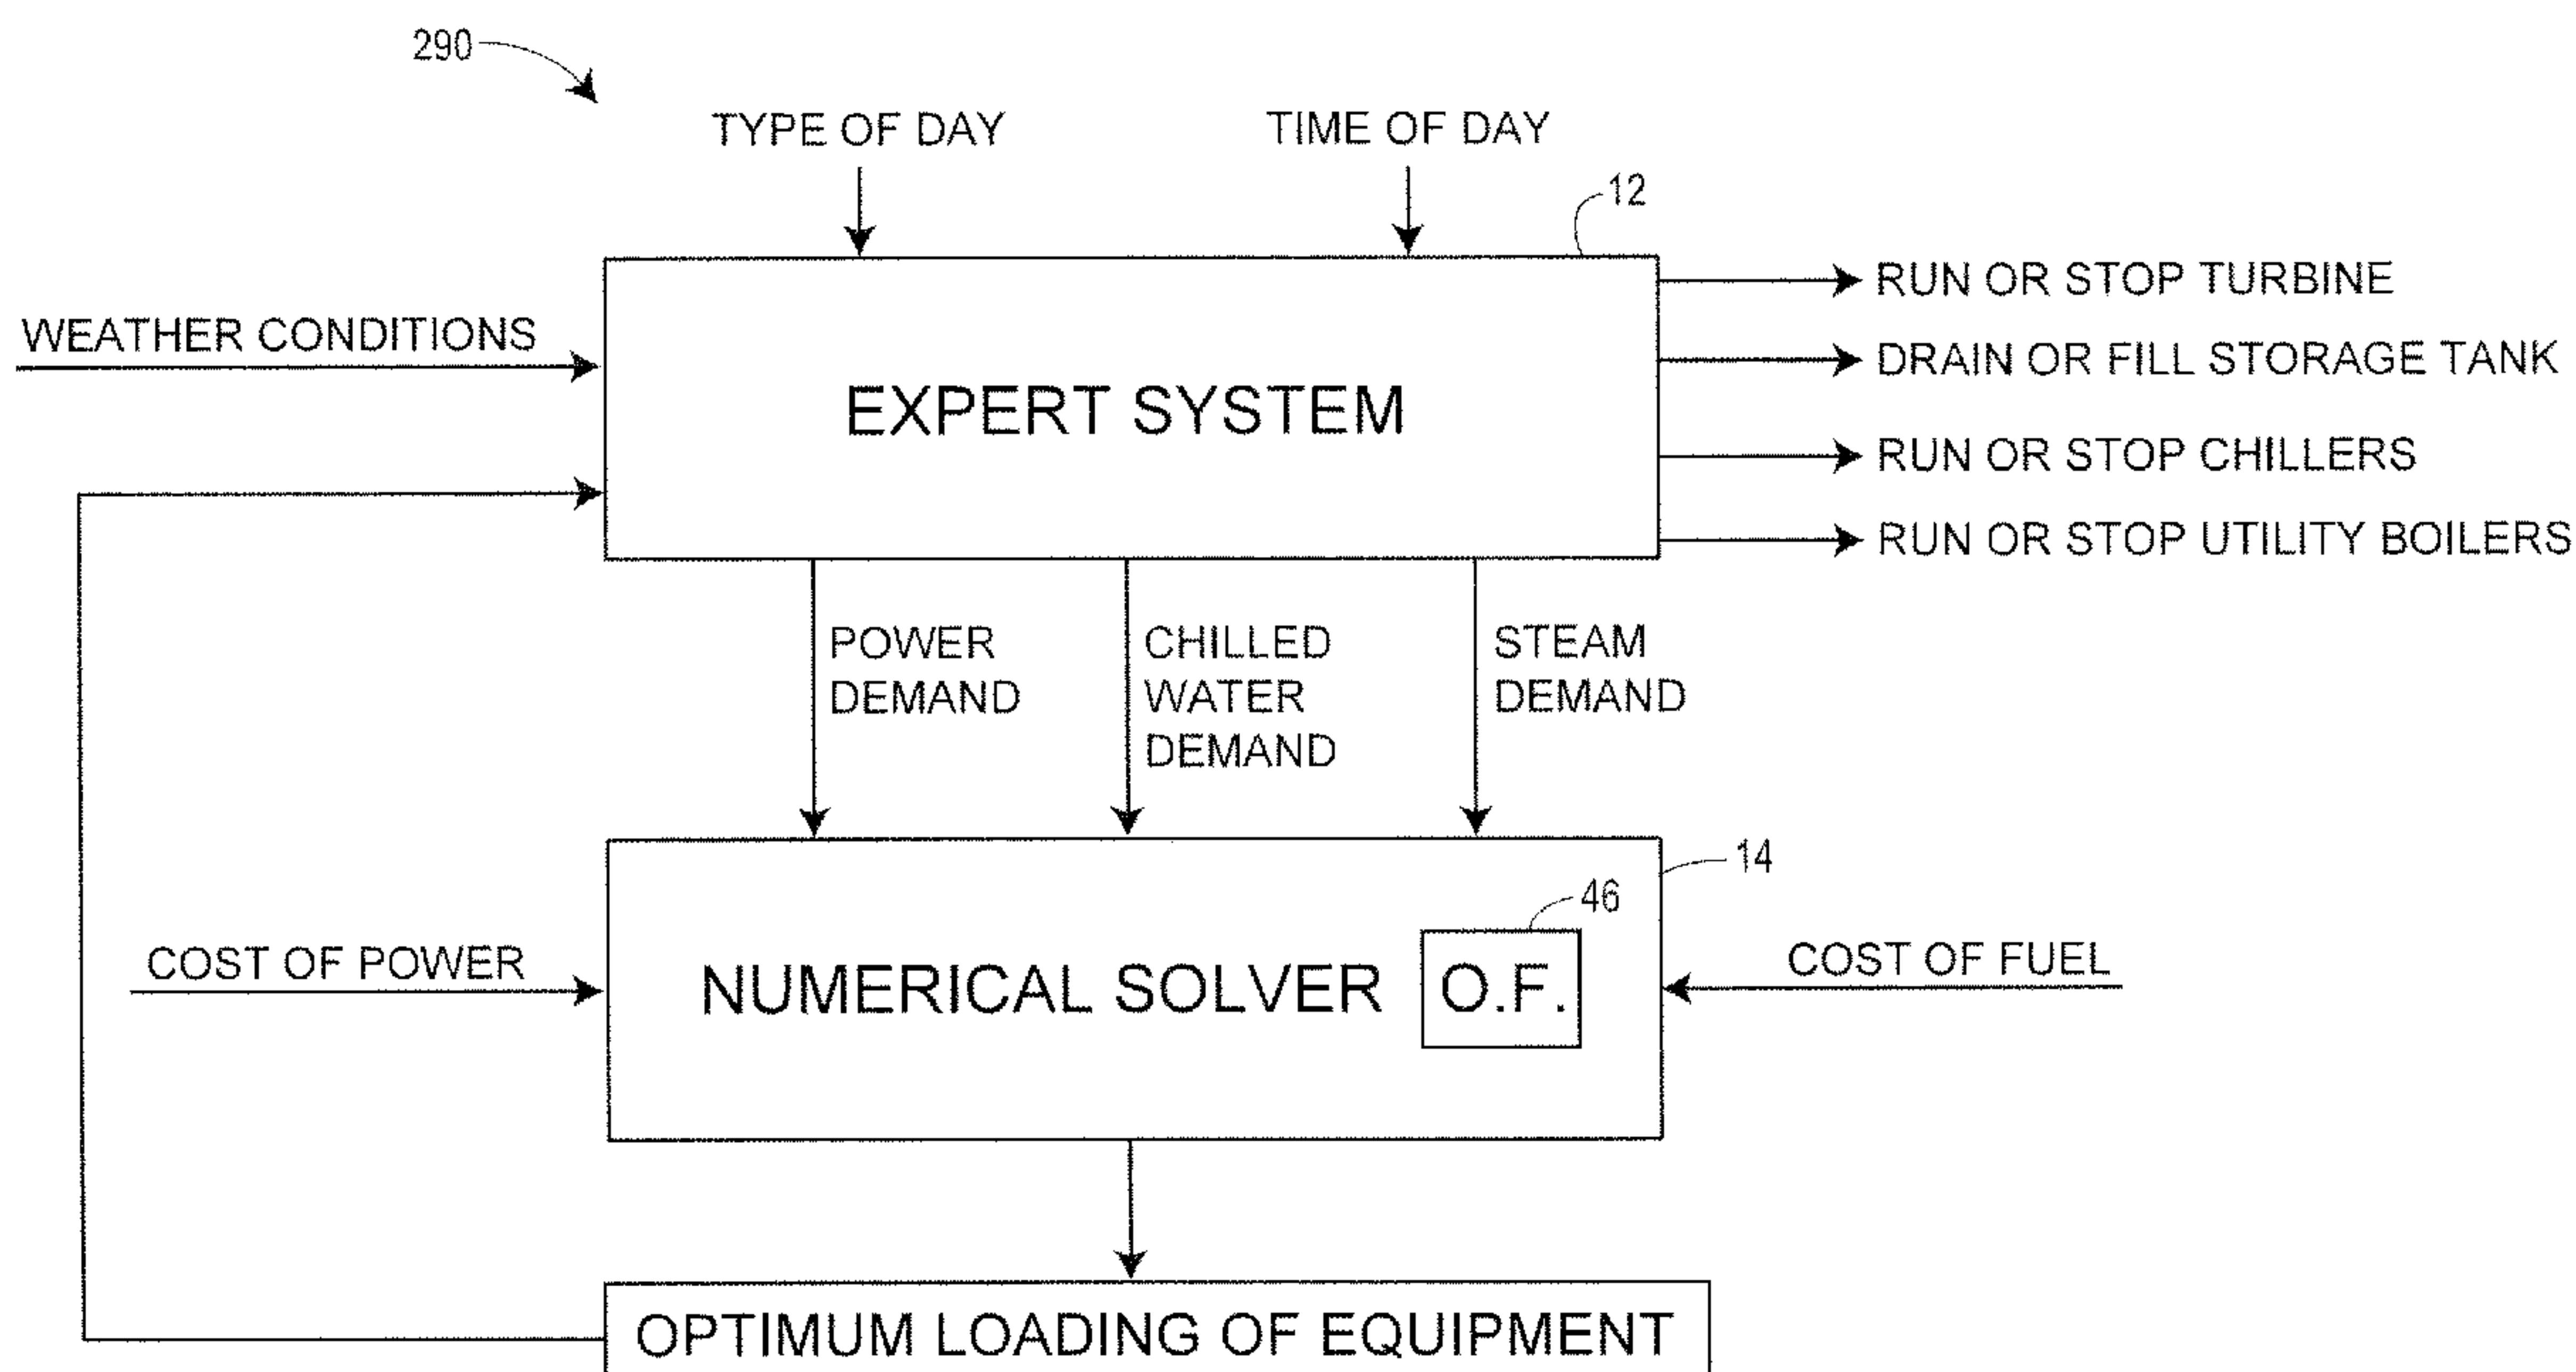 290
TYPE OF DAY
TIME OF DAY
12
WEATHER CONDITIONS
EXPERT SYSTEM
RUN OR STOP TURBINE
DRAIN OR FILL STORAGE TANK
RUN OR STOP CHILLERS
RUN OR STOP UTILITY BOILERS
POWER
DEMAND
CHILLED
WATER
DEMAND
STEAM
DEMAND
14
46
COST OF POWER
NUMERICAL SOLVER
O.F.
COST OF FUEL
OPTIMUM LOADING OF EQUIPMENT